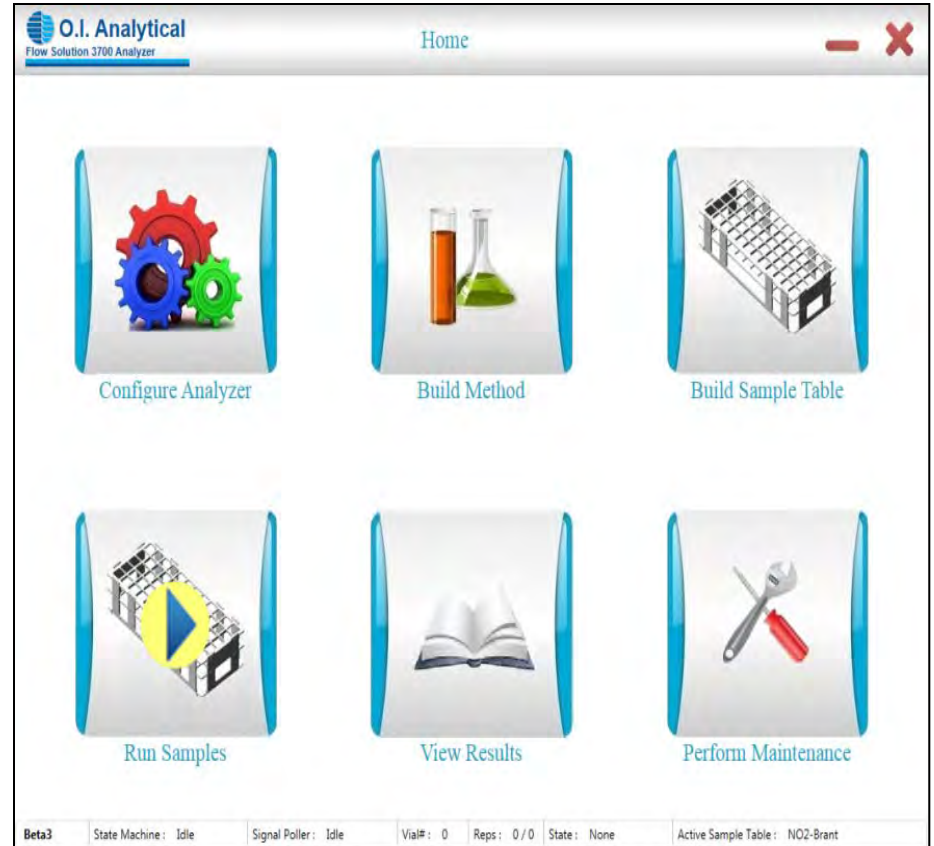 O.I. Analytical
Flow Solution 3700 Analyzer
Home
Configure Analyzer
Build Method
Build Sample Table
Run Samples
View Results
Perform Maintenance
Beta3 State Machine : Idle Signal Poller : Idle Vial# : 0 Reps : 0 / 0 State : None Active Sample Table : NO2-Brant